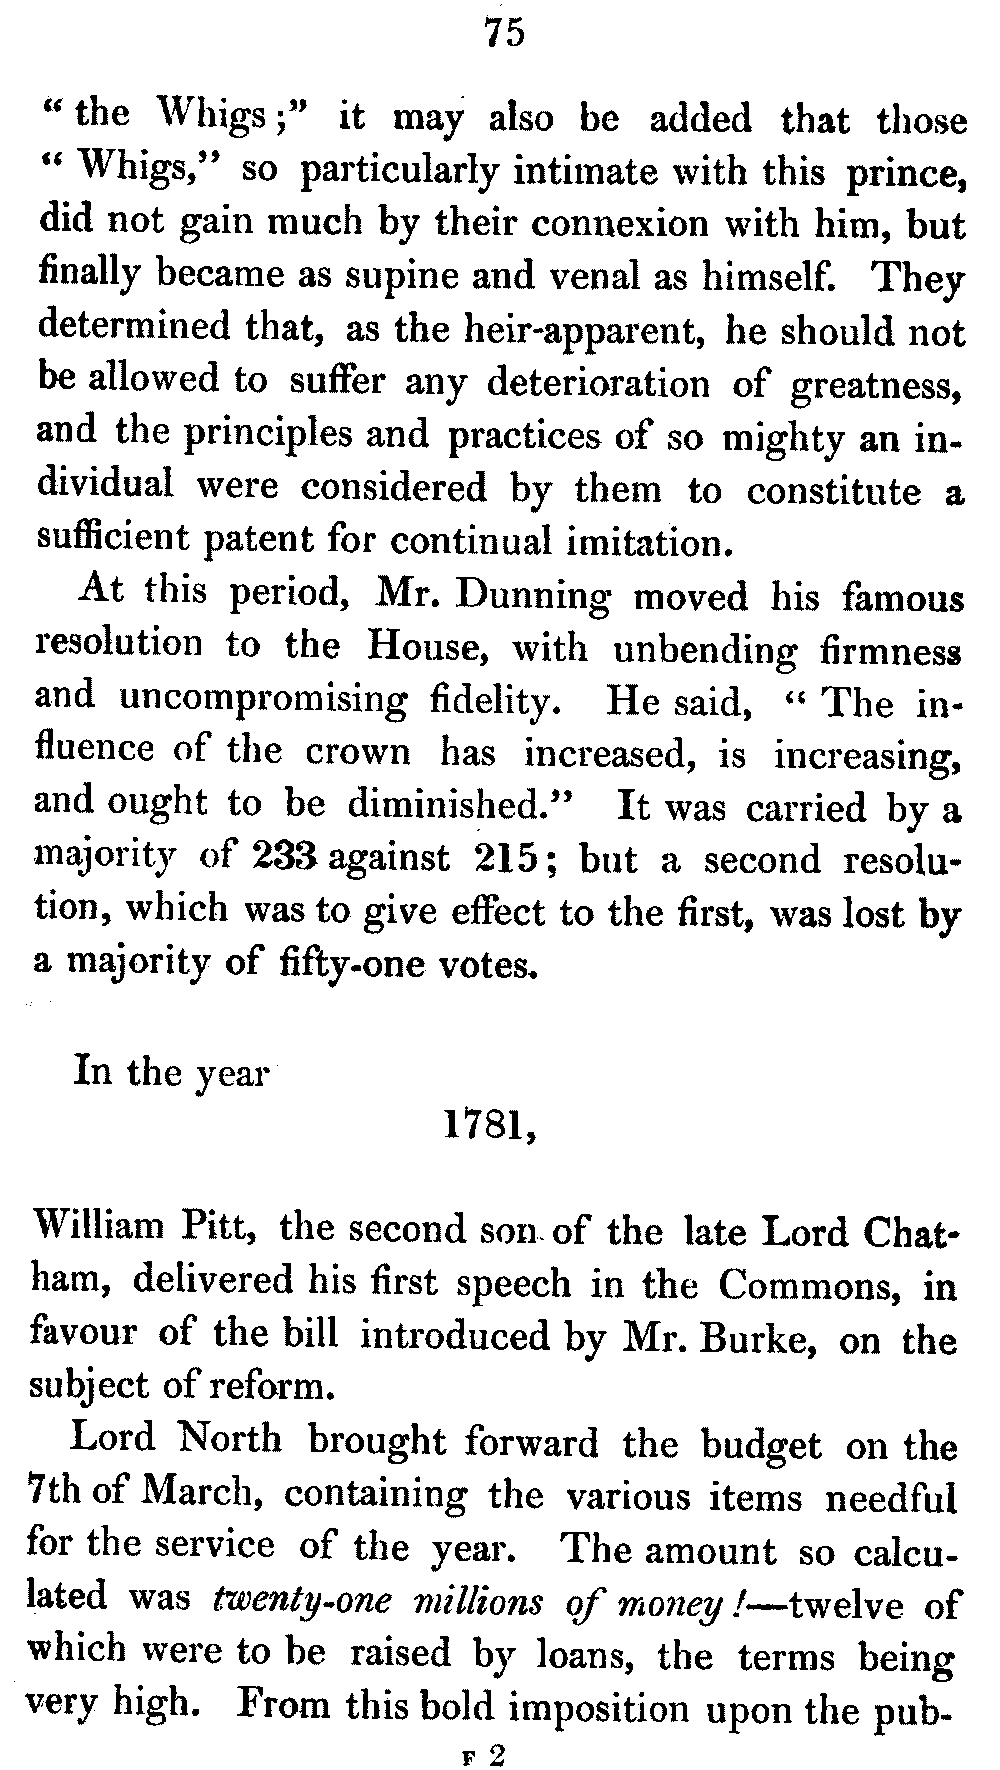 75
“ the Whigs ;” it may also be added that those
“ Whigs,” so particularly intimate with this prince,
did not gain much by their connexion with him, but
finally became as supine and venal as himself. They
determined that, as the heir-apparent, he should not
be allowed to suffer any deterioration of greatness,
and the principles and practices of so mighty an in-
dividual were considered by them to constitute a
sufficient patent for continual imitation.
At this period, Mr. Dunning moved his famous
resolution to the House, with unbending firmness
and uncompromising fidelity. He said, “ The in-
fluence of the crown has increased, is increasing,
and ought to be diminished.” It was carried by a
majority of 233 against 215 ; but a second resolu-
tion, which was to give effect to the first, was lost by
a majority of fifty-one votes.
In the year
1781,
William Pitt, the second son of the late Lord Chat-
ham, delivered his first speech in the Commons, in
favour of the bill introduced by Mr. Burke, on the
subject of reform.
Lord North brought forward the budget on the
7th of March, containing the various items needful
for the service of the year. The amount so calcu-
lated was twenty-one millions of money !—twelve of
which were to be raised by loans, the terms being
very high. From this bold imposition upon the pub-
F 2